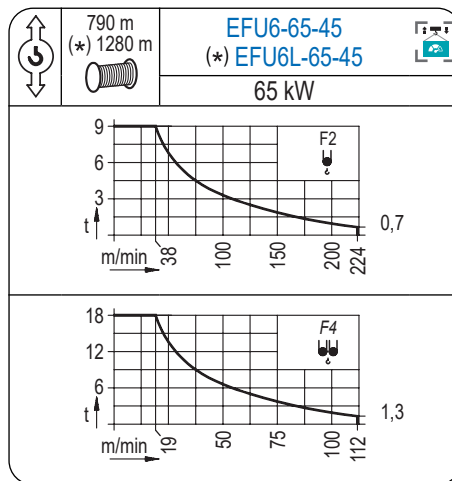 790 m
(*) 1280 m
EFU6-65-45
(*) EFU6L-65-45
65 kW
9
6
3
t
F2
0,7
m/min
38
100
150
200
224
18
12
6
t
F4
1,3
m/min
19
50
75
100
112